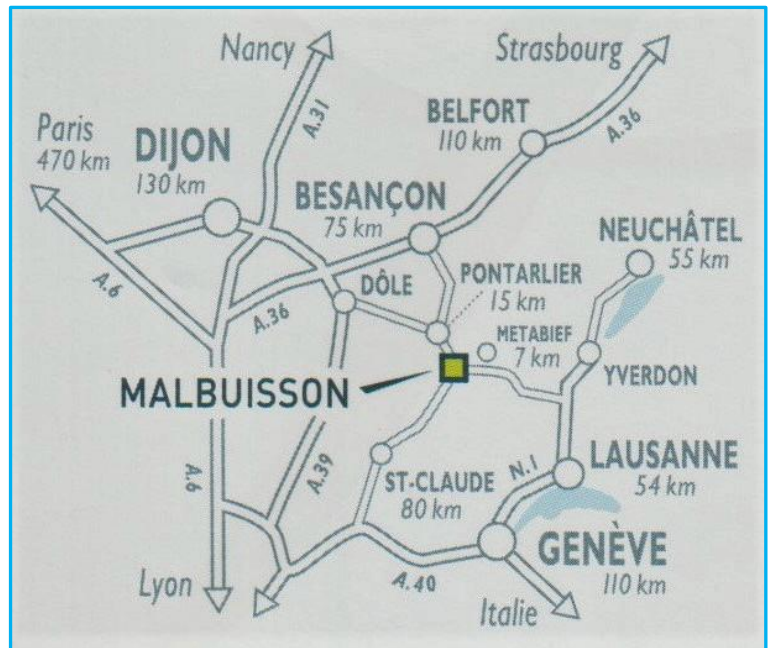 Nancy
Strasbourg
A.31
Paris
470 km
DIJON
130 km
BELFORT
110 km
A.36
BESANÇON
75 km
NEUCHÂTEL
55 km
A.6
A.36
DÔLE
PONTARLIER
15 km
METABIEF
7 km
YVERDON
MALBUISSON
A.6
A.39
ST-CLAUDE
80 km
N.1
LAUSANNE
54 km
GENÈVE
110 km
A.40
Lyon
Italie